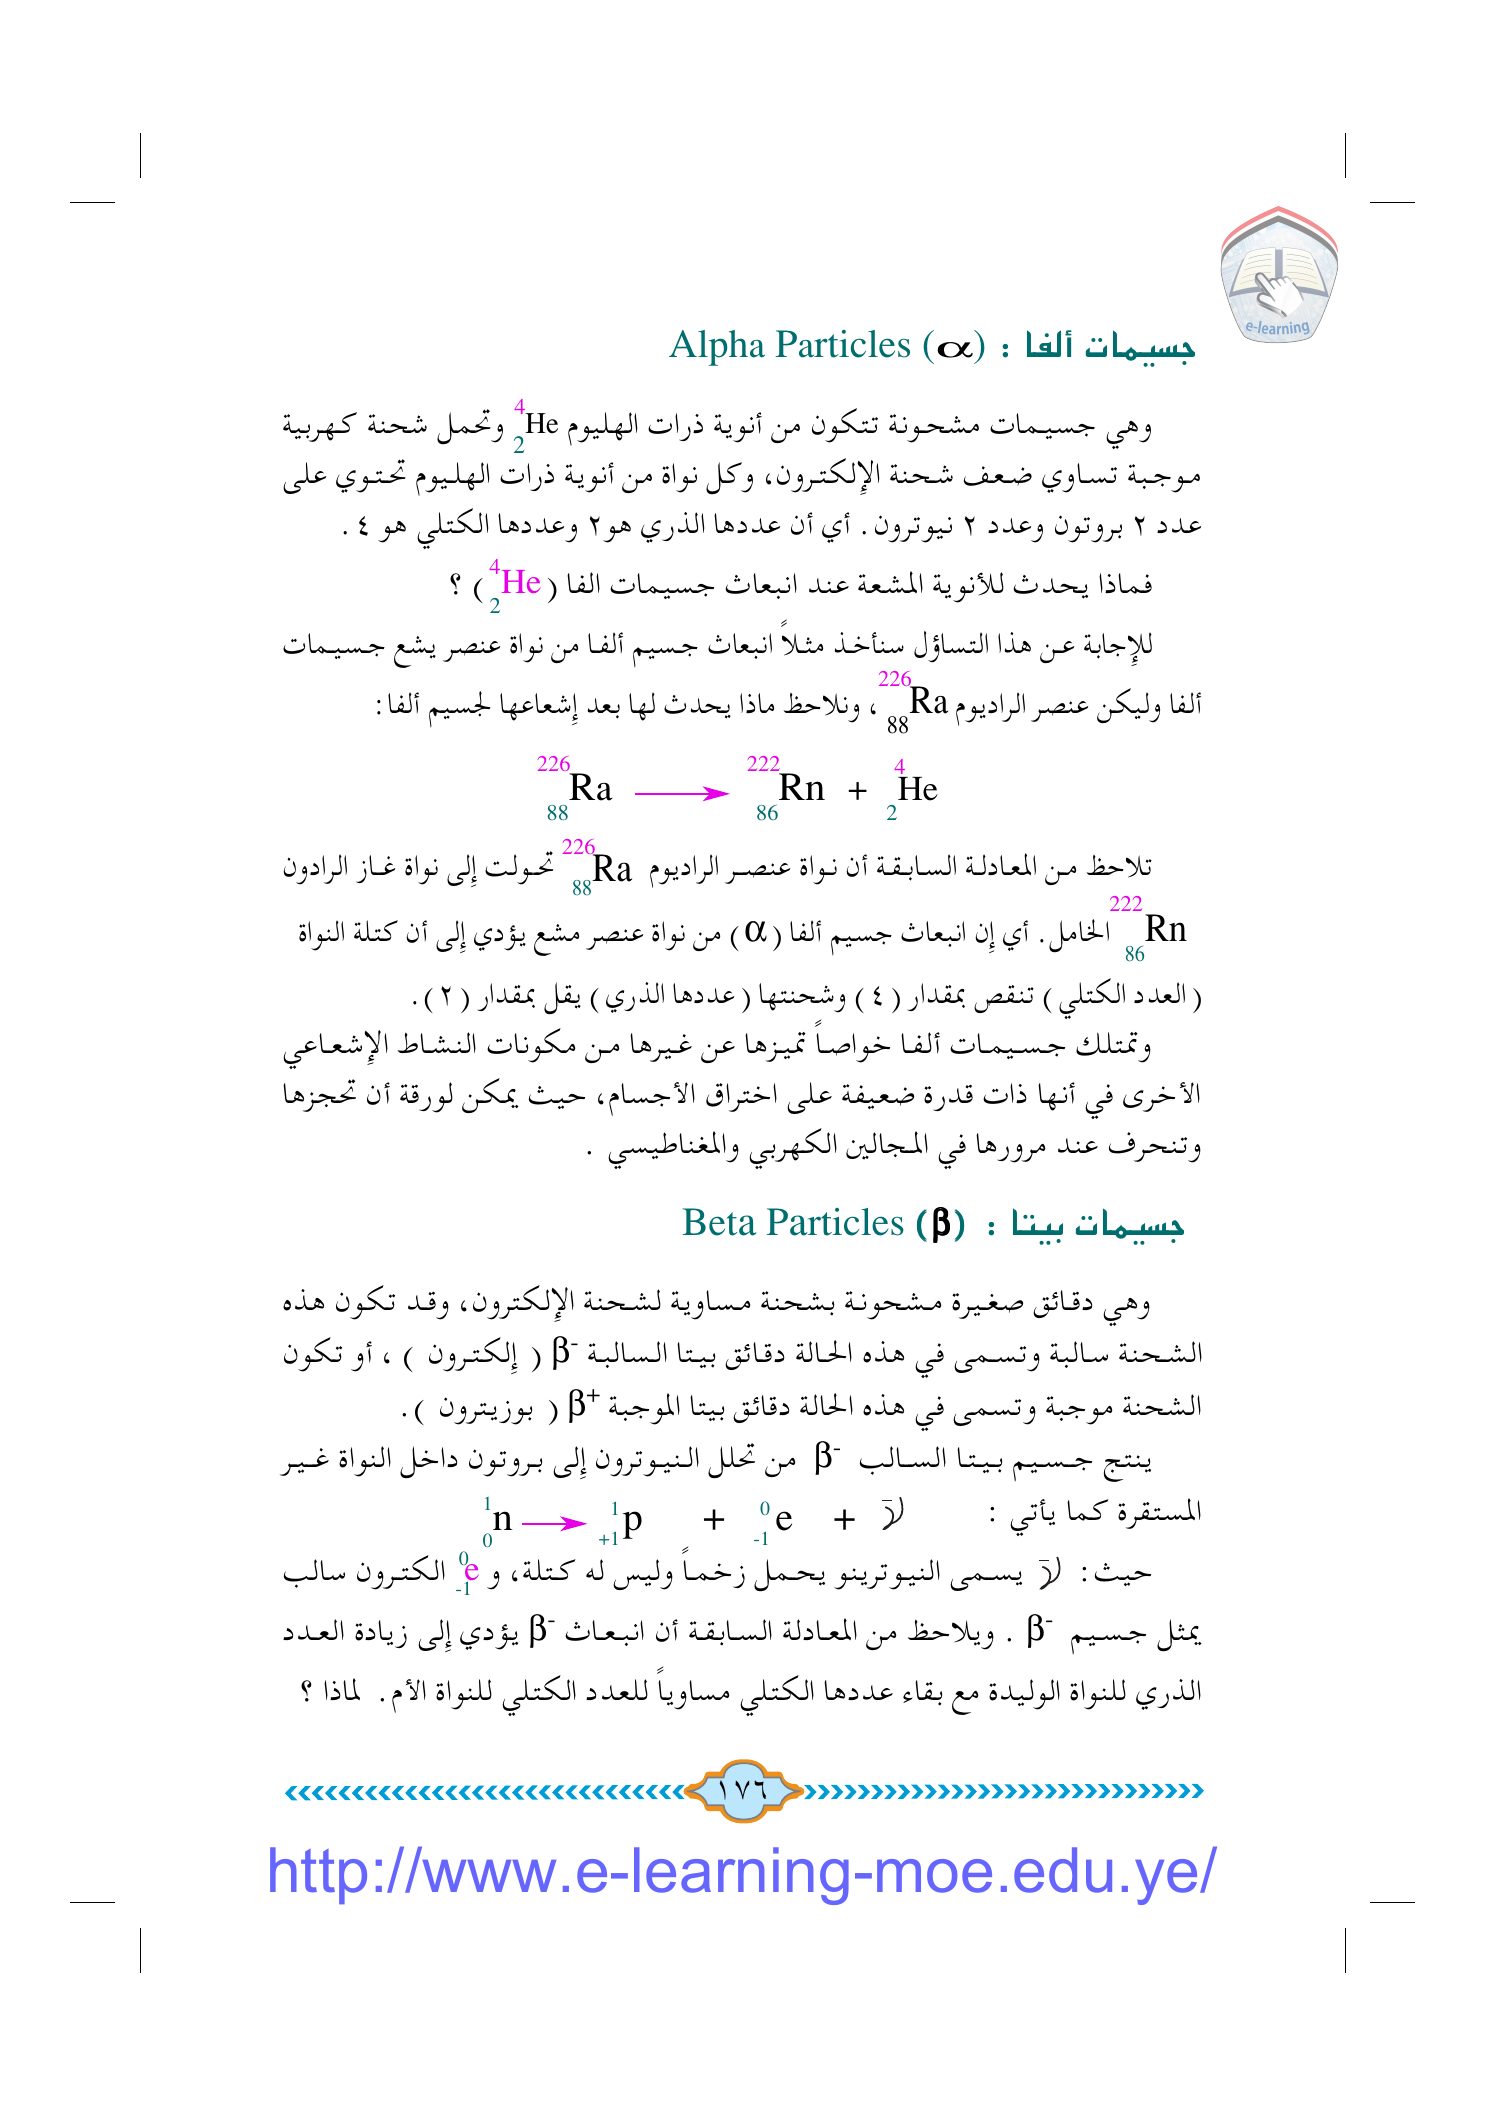 e-learning
جسيمات ألفا : Alpha Particles (α)
وهي جسيمات مشحونة تتكون من أنوية ذرات الهليوم ⁴₂He وتحمل شحنة كهربية
موجبة تساوي ضعف شحنة الإلكترون، وكل نواة من أنوية ذرات الهليوم تحتوي على
عدد ٢ بروتون وعدد ٢ نيوترون. أي أن عددها الذري هو٢ وعددها الكتلي هو ٤ .
فماذا يحدث للأنوية المشعة عند انبعاث جسيمات الفا ( ⁴₂He ) ؟
للإجابة عن هذا التساؤل سنأخذ مثلاً انبعاث جسيم ألفا من نواة عنصر يشع جسيمات
ألفا وليكن عنصر الراديوم ²²⁶₈₈Ra ، ونلاحظ ماذا يحدث لها بعد إشعاعها لجسيم ألفا:
²²⁶₈₈Ra ⟶ ²²²₈₆Rn + ⁴₂He
تلاحظ من المعادلة السابقة أن نواة عنصر الراديوم ²²⁶₈₈Ra تحولت إلى نواة غاز الرادون
²²²₈₆Rn الخامل. أي إن انبعاث جسيم ألفا (α) من نواة عنصر مشع يؤدي إلى أن كتلة النواة
(العدد الكتلي) تنقص بمقدار (٤) وشحنتها (عددها الذري) يقل بمقدار (٢).
وتمتلك جسيمات ألفا خواصاً تميزها عن غيرها من مكونات النشاط الإشعاعي
الأخرى في أنها ذات قدرة ضعيفة على اختراق الأجسام، حيث يمكن لورقة أن تحجزها
وتنحرف عند مرورها في المجالين الكهربي والمغناطيسي .
جسيمات بيتا : Beta Particles (β)
وهي دقائق صغيرة مشحونة بشحنة مساوية لشحنة الإلكترون، وقد تكون هذه
الشحنة سالبة وتسمى في هذه الحالة دقائق بيتا السالبة β⁻ ( إلكترون ) ، أو تكون
الشحنة موجبة وتسمى في هذه الحالة دقائق بيتا الموجبة β⁺ ( بوزيترون ).
ينتج جسيم بيتا السالب β⁻ من تحلل النيوترون إلى بروتون داخل النواة غير
المستقرة كما يأتي : ¹₀n ⟶ ¹₊₁p + ⁰₋₁e + ν̄
حيث: ν̄ يسمى النيوترينو يحمل زخماً وليس له كتلة، و ⁰₋₁e الكترون سالب
يمثل جسيم β⁻ . ويلاحظ من المعادلة السابقة أن انبعاث β⁻ يؤدي إلى زيادة العدد
الذري للنواة الوليدة مع بقاء عددها الكتلي مساوياً للعدد الكتلي للنواة الأم. لماذا ؟
١٧٦
http://www.e-learning-moe.edu.ye/